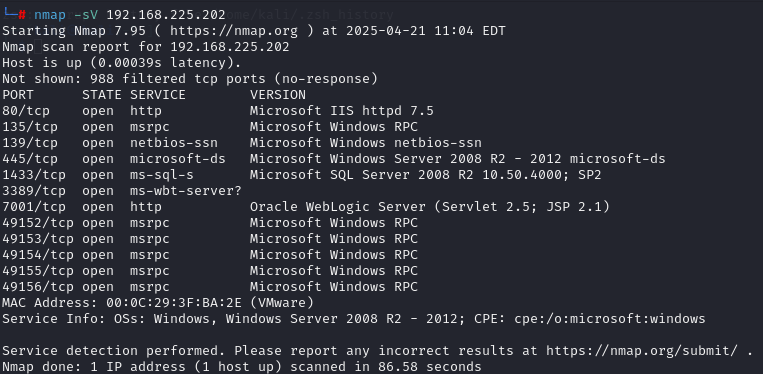 └─# nmap -sV 192.168.225.202
Starting Nmap 7.95 ( https://nmap.org ) at 2025-04-21 11:04 EDT
Nmap scan report for 192.168.225.202
Host is up (0.00039s latency).
Not shown: 988 filtered tcp ports (no-response)
PORT      STATE SERVICE        VERSION
80/tcp    open  http           Microsoft IIS httpd 7.5
135/tcp   open  msrpc          Microsoft Windows RPC
139/tcp   open  netbios-ssn    Microsoft Windows netbios-ssn
445/tcp   open  microsoft-ds   Microsoft Windows Server 2008 R2 - 2012 microsoft-ds
1433/tcp  open  ms-sql-s       Microsoft SQL Server 2008 R2 10.50.4000; SP2
3389/tcp  open  ms-wbt-server?
7001/tcp  open  http           Oracle WebLogic Server (Servlet 2.5; JSP 2.1)
49152/tcp open  msrpc          Microsoft Windows RPC
49153/tcp open  msrpc          Microsoft Windows RPC
49154/tcp open  msrpc          Microsoft Windows RPC
49155/tcp open  msrpc          Microsoft Windows RPC
49156/tcp open  msrpc          Microsoft Windows RPC
MAC Address: 00:0C:29:3F:BA:2E (VMware)
Service Info: OSs: Windows, Windows Server 2008 R2 - 2012; CPE: cpe:/o:microsoft:windows

Service detection performed. Please report any incorrect results at https://nmap.org/submit/ .
Nmap done: 1 IP address (1 host up) scanned in 86.58 seconds